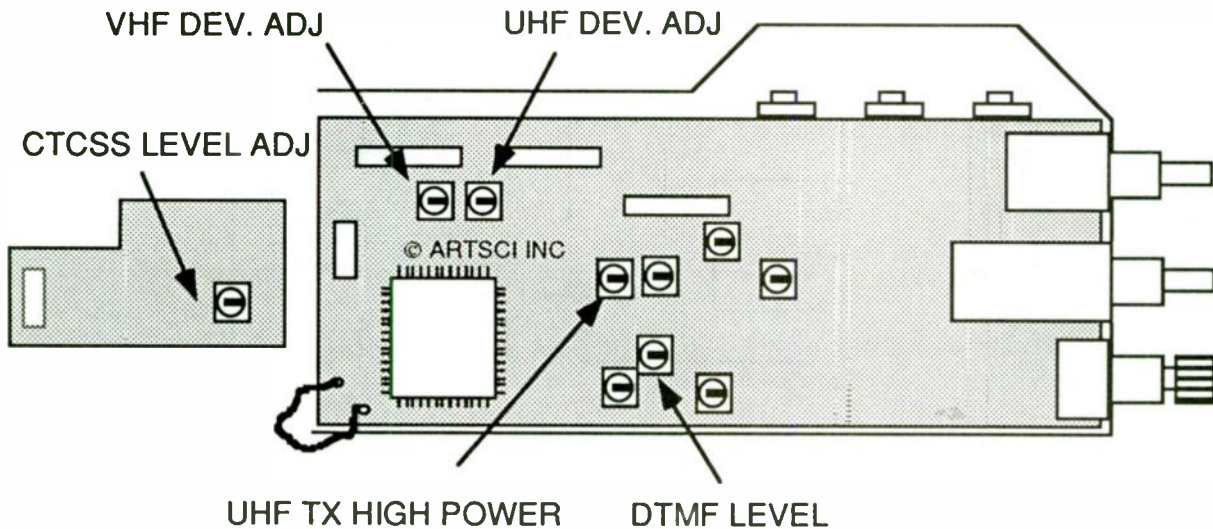 VHF DEV. ADJ
UHF DEV. ADJ
CTCSS LEVEL ADJ
© ARTSCI INC
UHF TX HIGH POWER
DTMF LEVEL